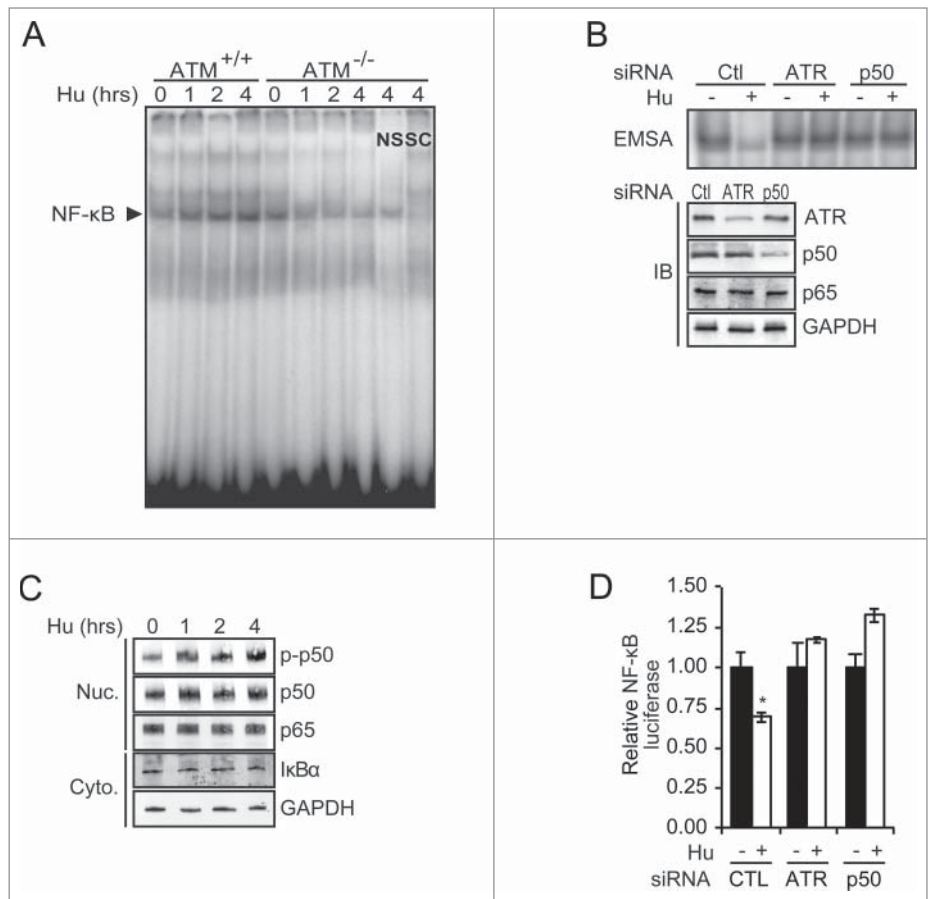 A
ATM+/+ ATM-/-
Hu (hrs) 0 1 2 4 0 1 2 4 4 4
NS SC
NF-κB
B
siRNA Ctl ATR p50
Hu - + - + - +
EMSA
siRNA Ctl ATR p50
ATR
p50
IB
p65
GAPDH
C
Hu (hrs) 0 1 2 4
p-p50
Nuc. p50
p65
IκBα
Cyto.
GAPDH
D
Relative NF-κB
luciferase
1.50
1.25
1.00
0.75
0.50
0.25
0.00
*
Hu - + - + - +
siRNA CTL ATR p50